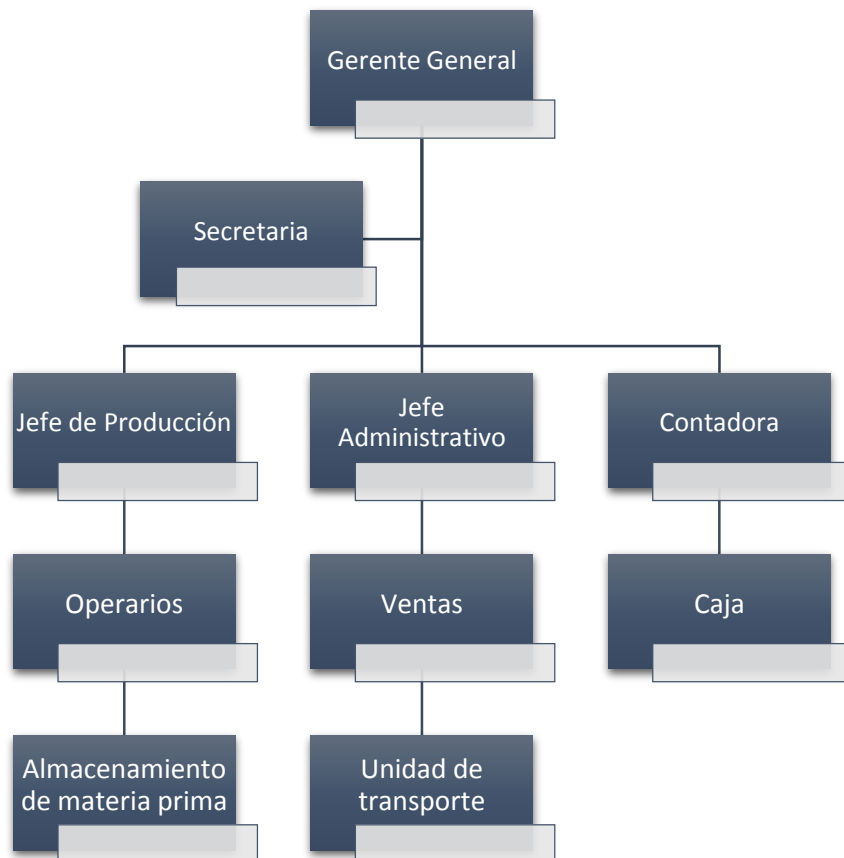 Gerente General
Secretaria
Jefe de Producción
Jefe
Administrativo
Contadora
Operarios
Ventas
Caja
Almacenamiento
de materia prima
Unidad de
transporte